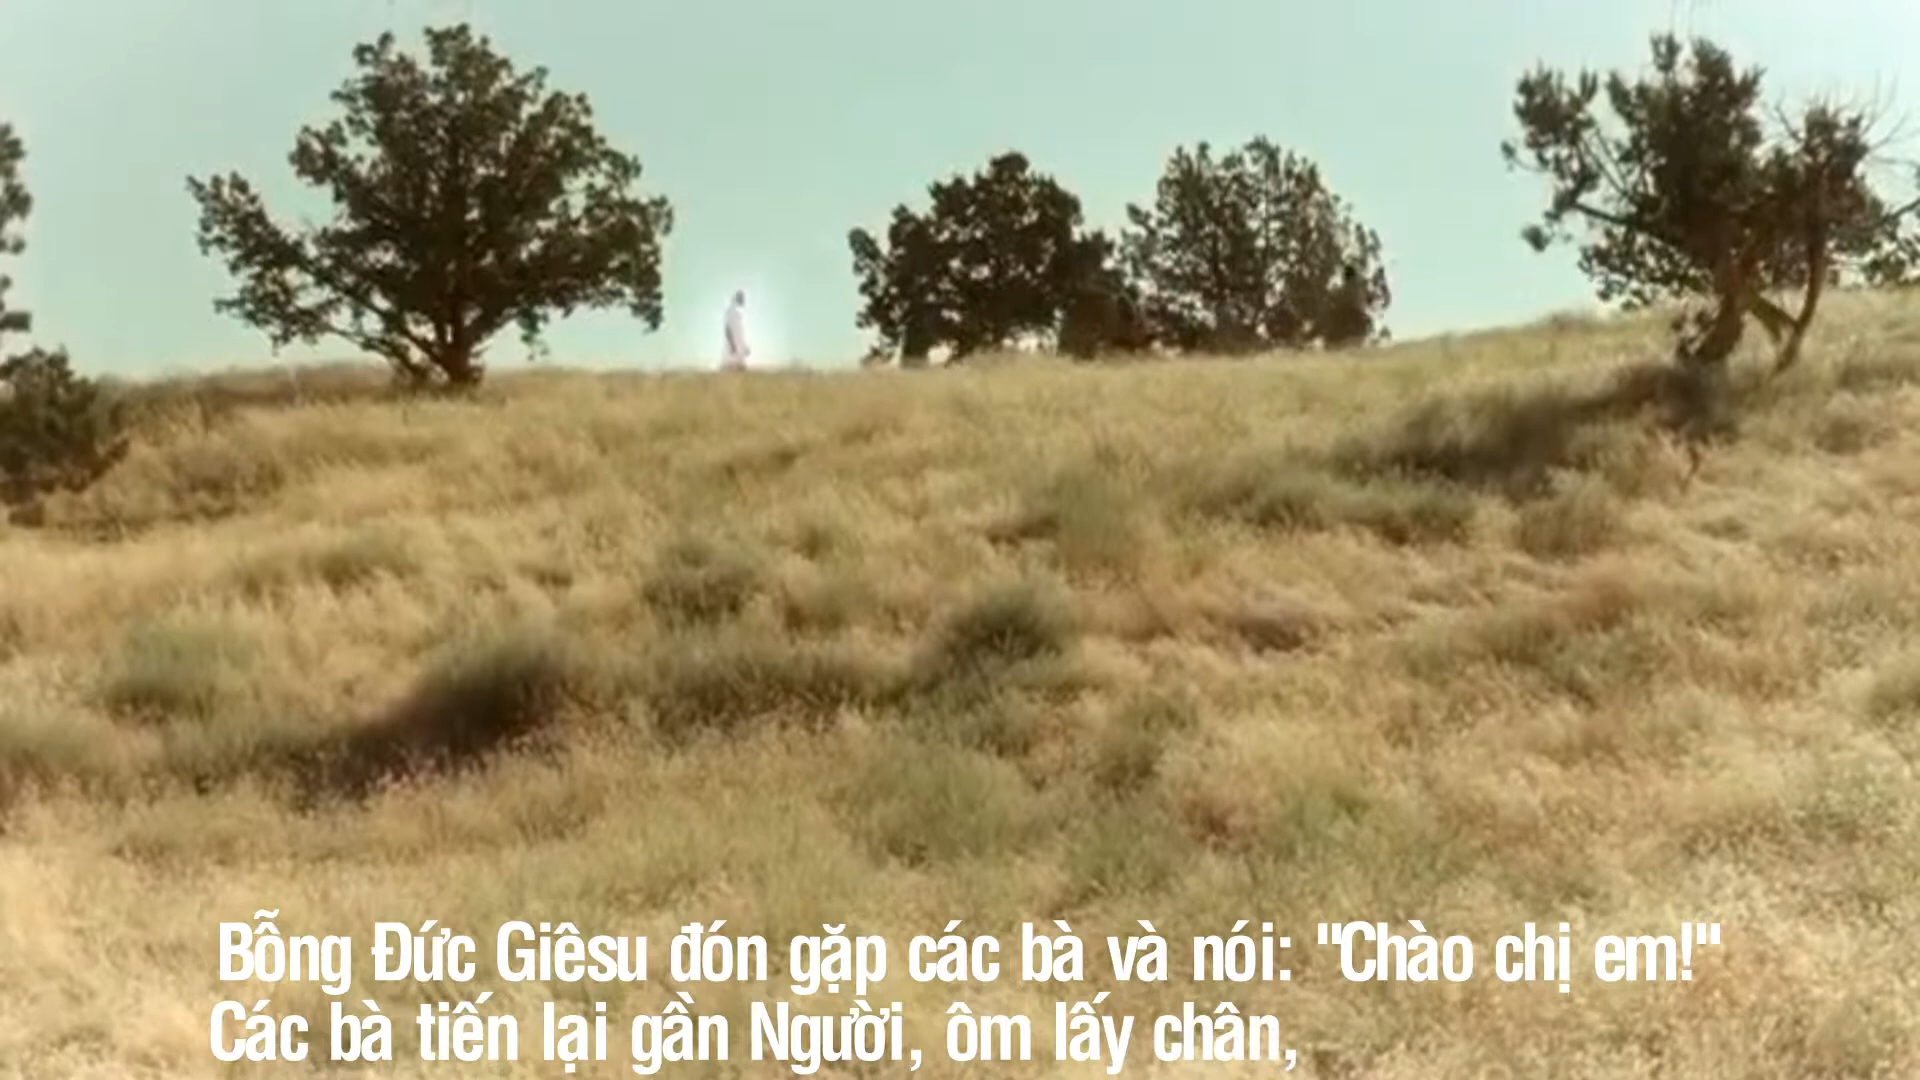 Bỗng Đức Giêsu đón gặp các bà và nói: "Chào chị em!"
Các bà tiến lại gần Người, ôm lấy chân,